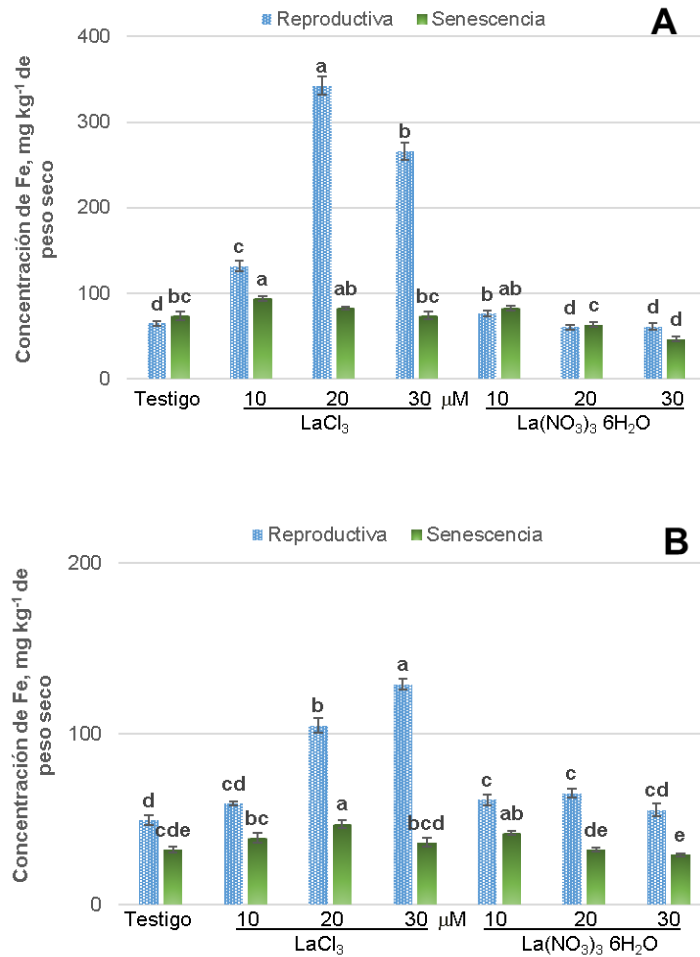 Reproductiva Senescencia
A
Concentración de Fe, mg kg⁻¹ de
peso seco
400
300
200
100
0
d bc c a a ab b bc b ab d c d d
Testigo 10 20 30 µM 10 20 30
LaCl₃ La(NO₃)₃ 6H₂O
Reproductiva Senescencia
B
Concentración de Fe, mg kg⁻¹ de
peso seco
200
100
0
d cde cd bc b a a bcd c ab c de cd e
Testigo 10 20 30 µM 10 20 30
LaCl₃ La(NO₃)₃ 6H₂O